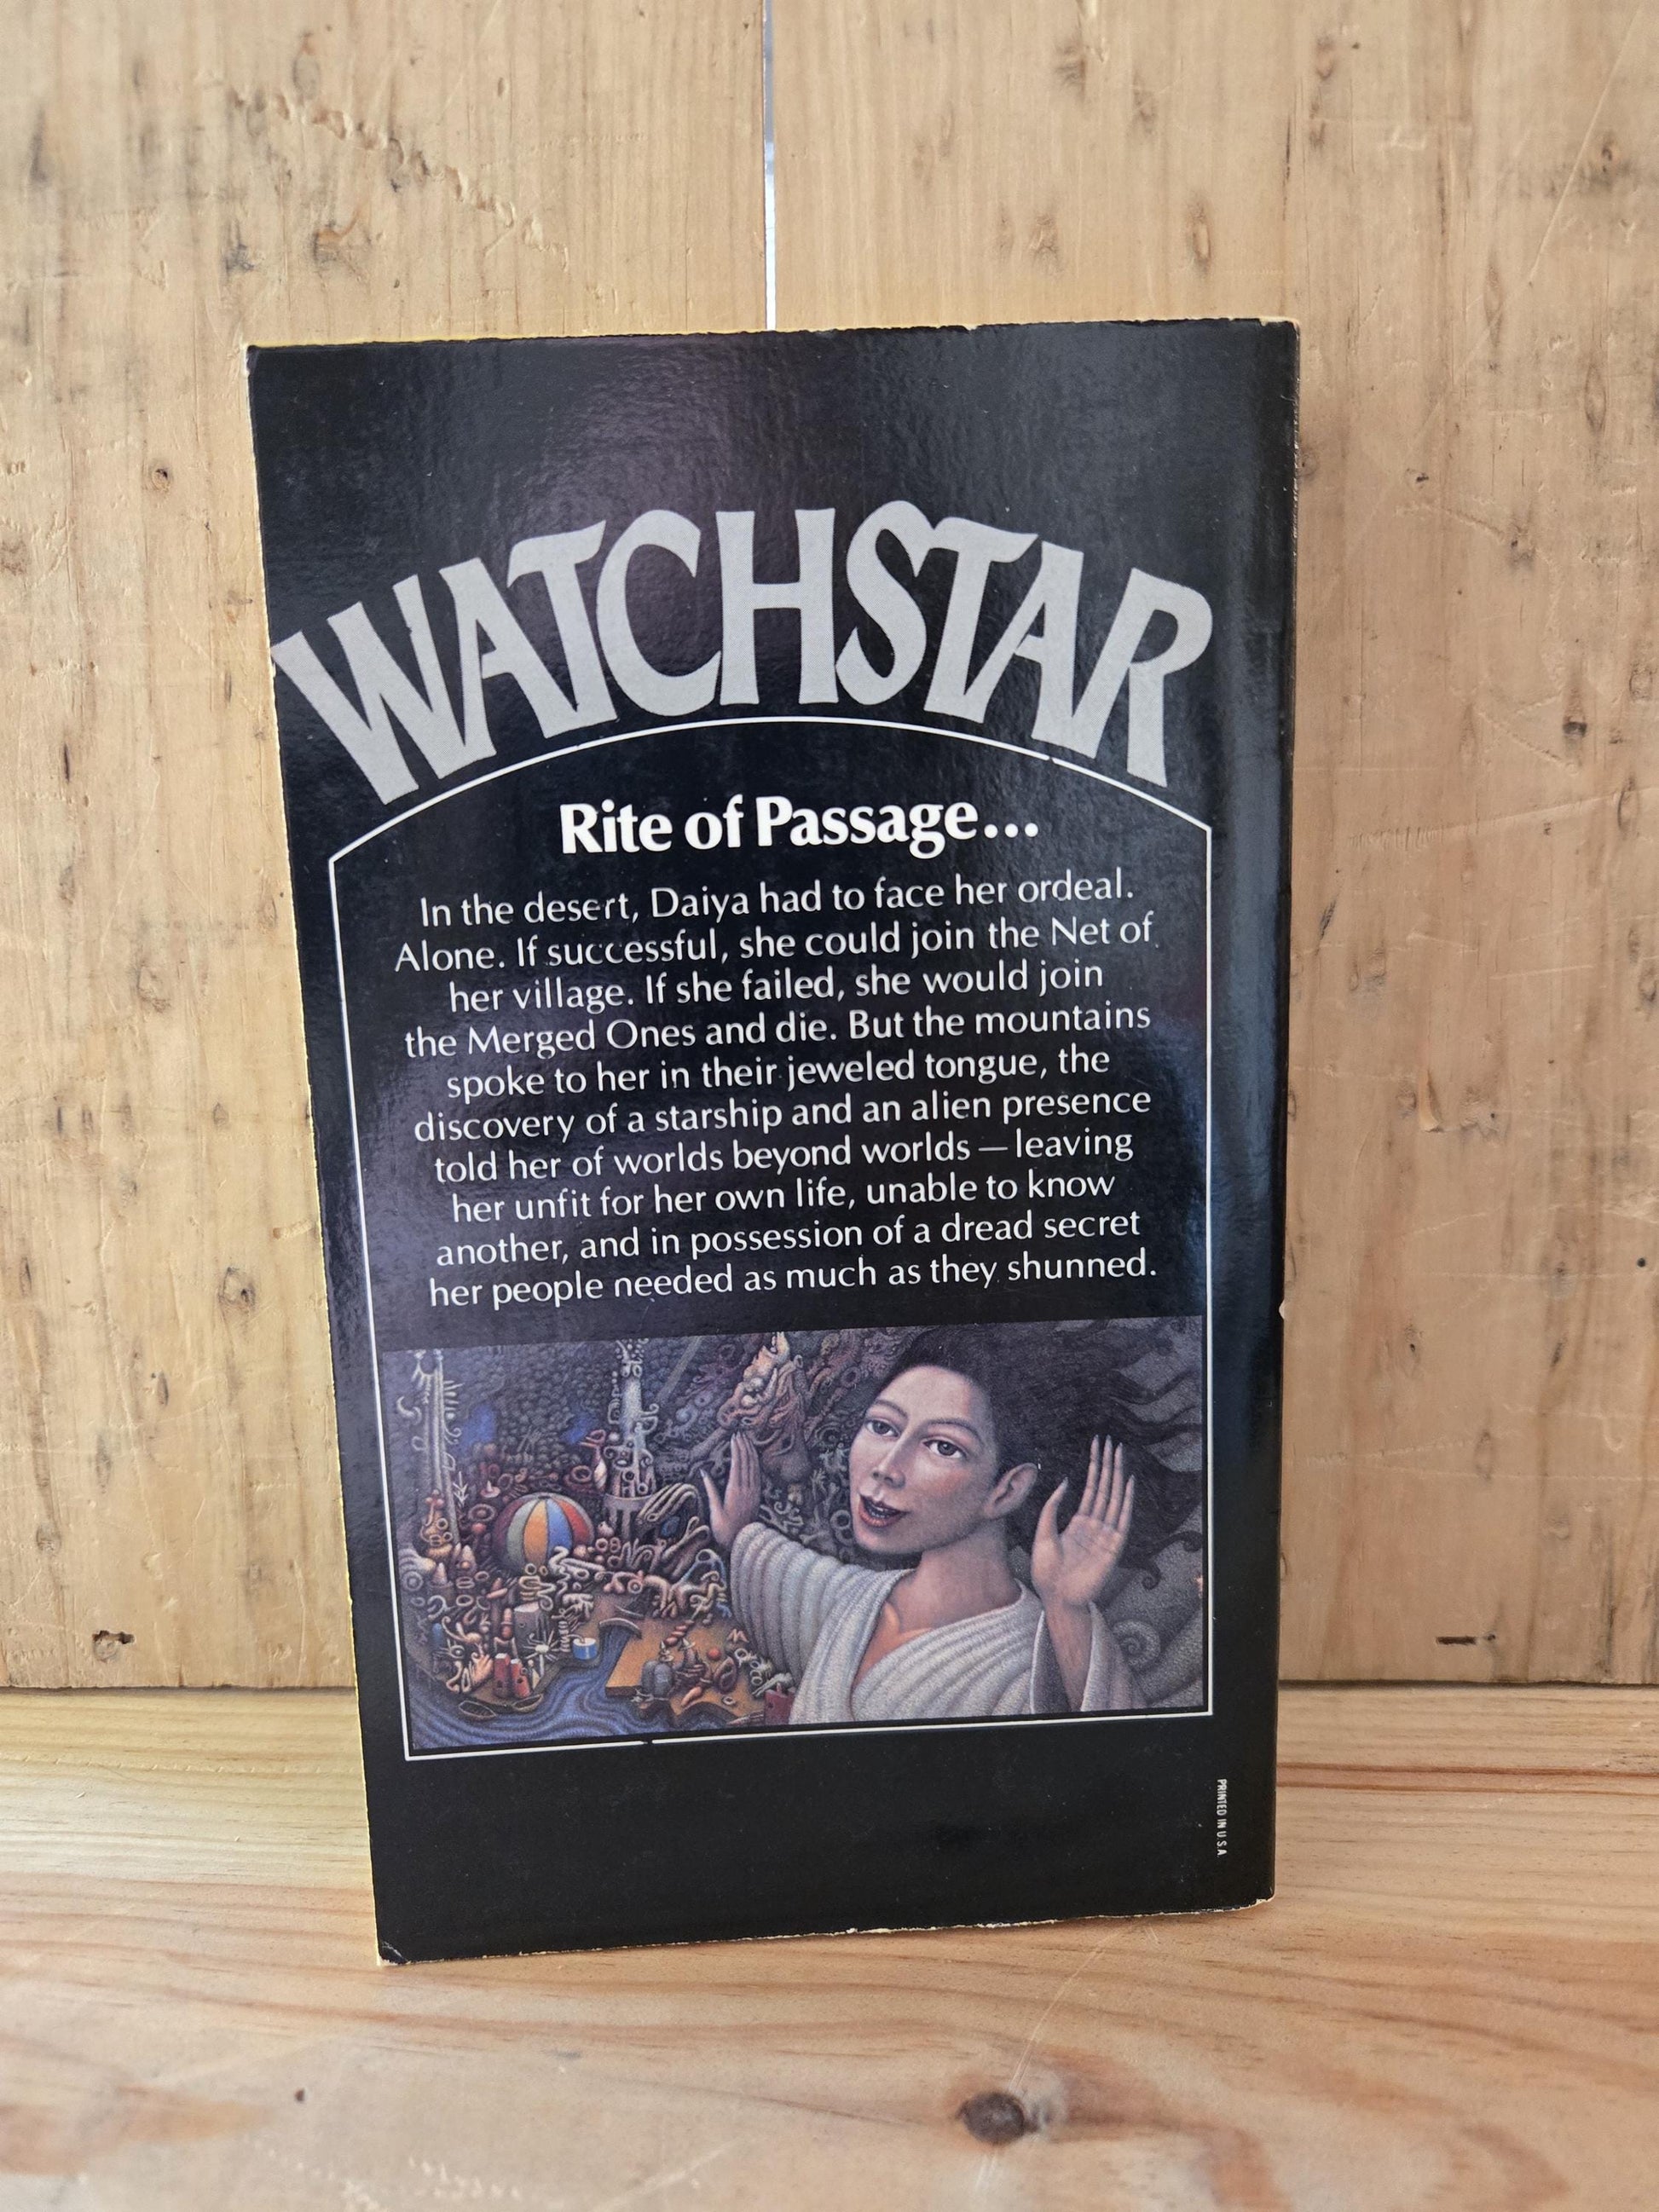 WATCHSTAR
Rite of Passage...
In the desert, Daiya had to face her ordeal.
Alone. If successful, she could join the Net of
her village. If she failed, she would join
the Merged Ones and die. But the mountains
spoke to her in their jeweled tongue, the
discovery of a starship and an alien presence
told her of worlds beyond worlds — leaving
her unfit for her own life, unable to know
another, and in possession of a dread secret
her people needed as much as they shunned.
PRINTED IN U S A